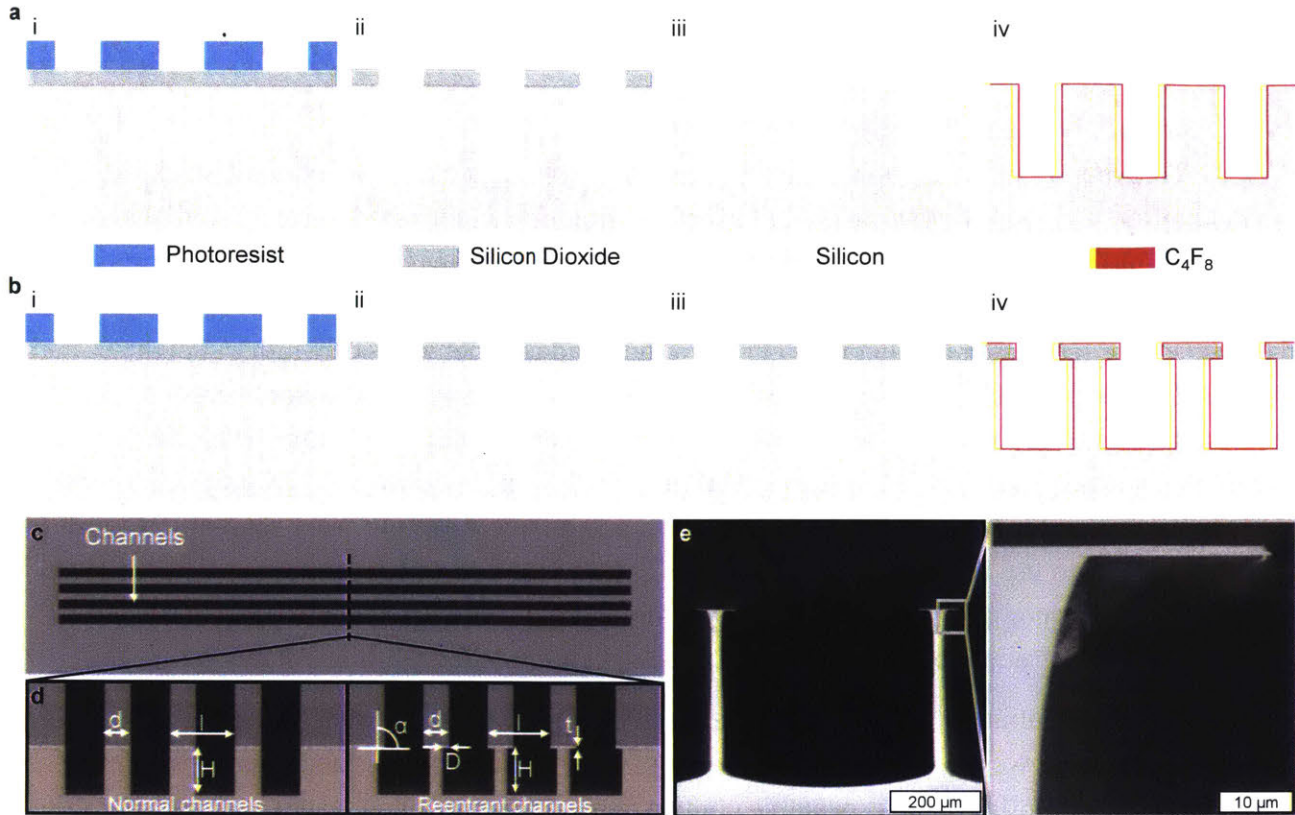 a
i
ii
iii
iv
Photoresist
Silicon Dioxide
Silicon
C₄F₈
b
i
ii
iii
iv
c
Channels
d
d
l
H
Normal channels
α
d
l
t
D
H
Reentrant channels
e
200 μm
10 μm